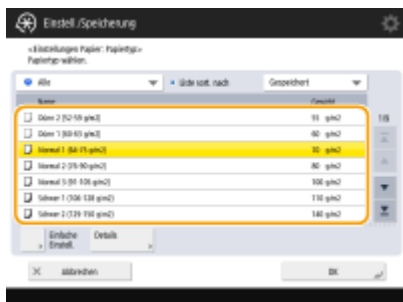 Einstell./Speicherung
<Einstellungen Papier: Papiertyp>
Papiertyp wählen.
Alle
Liste sort. nach
Gespeichert
Name
Gewicht
Dünn 2 (52-59 g/m2)
55 g/m2
Dünn 1 (60-63 g/m2)
60 g/m2
Normal 1 (64-75 g/m2)
70 g/m2
Normal 2 (76-90 g/m2)
80 g/m2
Normal 3 (91-105 g/m2)
100 g/m2
Schwer 1 (106-128 g/m2)
110 g/m2
Schwer 2 (129-150 g/m2)
140 g/m2
Einfache
Einstell.
Details
Abbrechen
OK